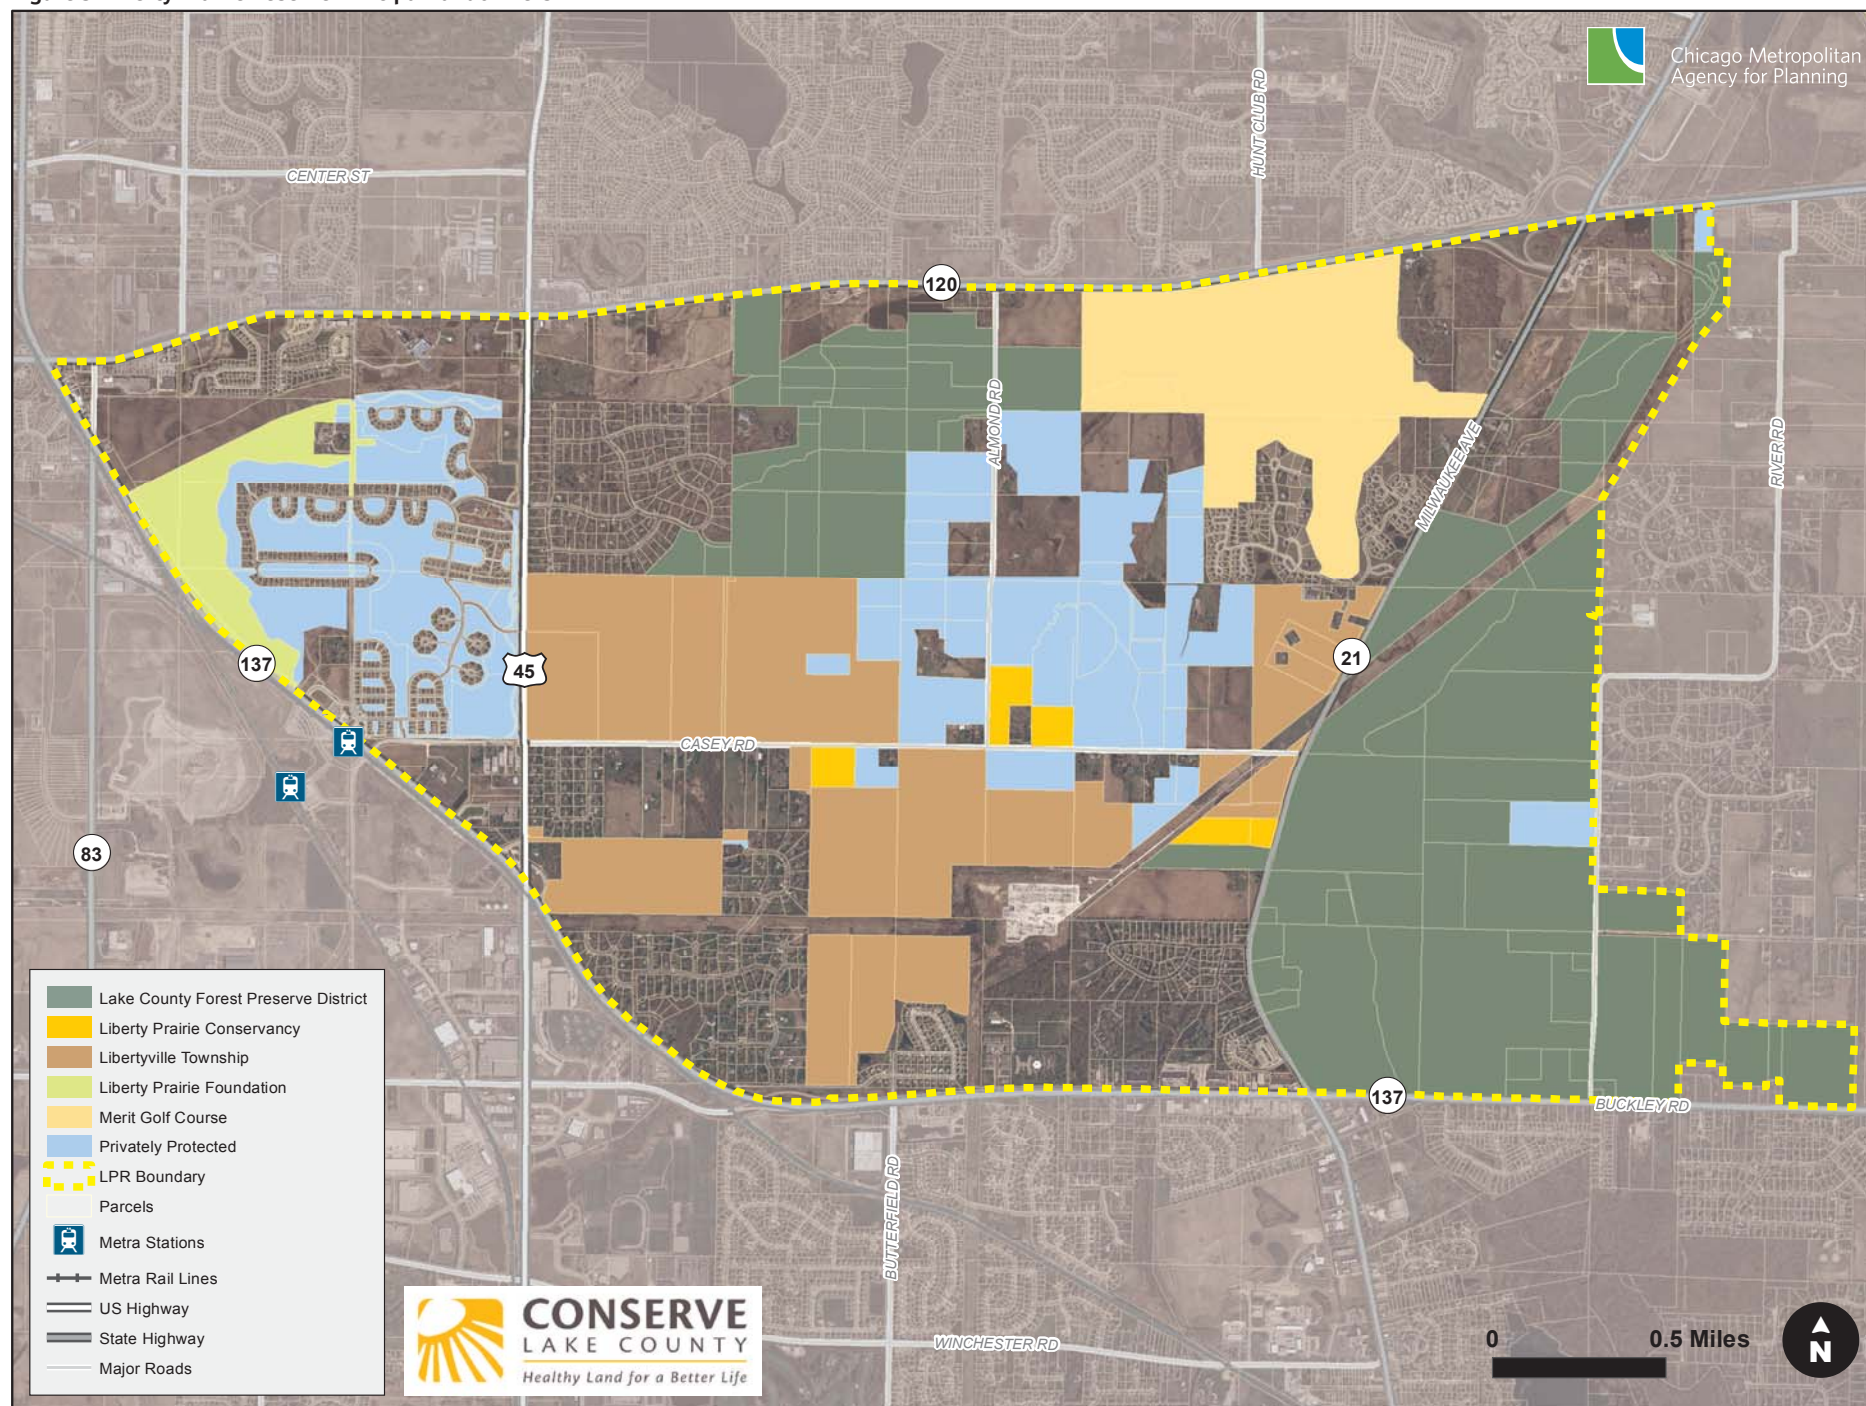 Chicago Metropolitan
Agency for Planning
HUNT CLUB RD
CENTER ST
120
ALMOND RD
MILWAUKEE AVE
RIVER RD
137
45
21
CASEY RD
83
137
BUCKLEY RD
BUTTERFIELD RD
WINCHESTER RD
Lake County Forest Preserve District
Liberty Prairie Conservancy
Libertyville Township
Liberty Prairie Foundation
Merit Golf Course
Privately Protected
LPR Boundary
Parcels
Metra Stations
Metra Rail Lines
US Highway
State Highway
Major Roads
CONSERVE
LAKE COUNTY
Healthy Land for a Better Life
0 0.5 Miles
N